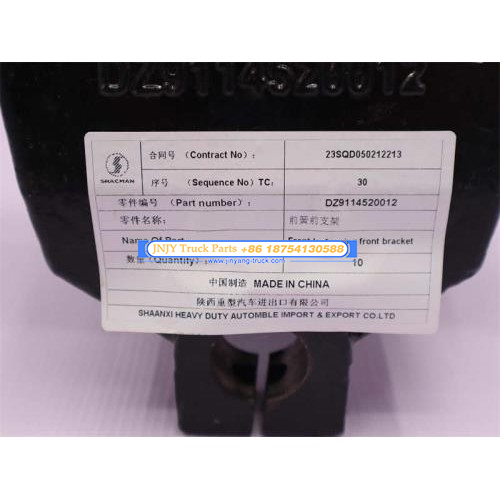 DZ9114520012
SHACMAN
合同号 (Contract No) : 23SQD050212213
序号 (Sequence No) TC: 30
零件编号 (Part number) : DZ9114520012
零件名称: 前簧前支架
Name Of Part front bracket
JNJY Truck Parts +86 18754130588
www.jinyang-truck.com
数量 (Quantity) : 10
中国制造 MADE IN CHINA
陕西重型汽车进出口有限公司
SHAANXI HEAVY DUTY AUTOMBLE IMPORT & EXPORT CO.LTD